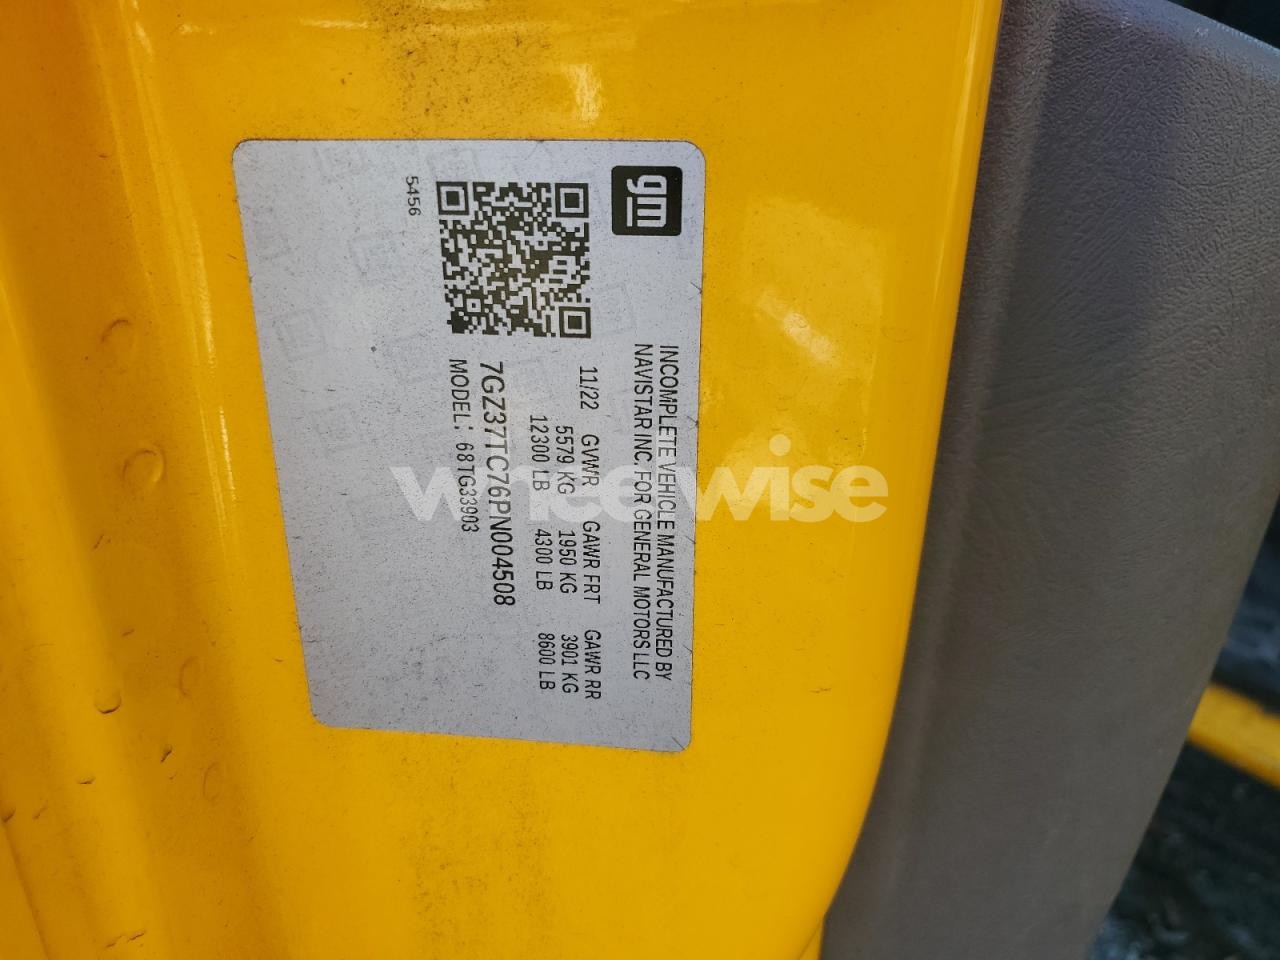 gm
INCOMPLETE VEHICLE MANUFACTURED BY
NAVISTAR INC. FOR GENERAL MOTORS LLC
11/22 GVWR GAWR FRT GAWR RR
5579 KG 1950 KG 3901 KG
12300 LB 4300 LB 8600 LB
7GZ37TC76PN004508
MODEL: 68TG33903
5456
wheelwise